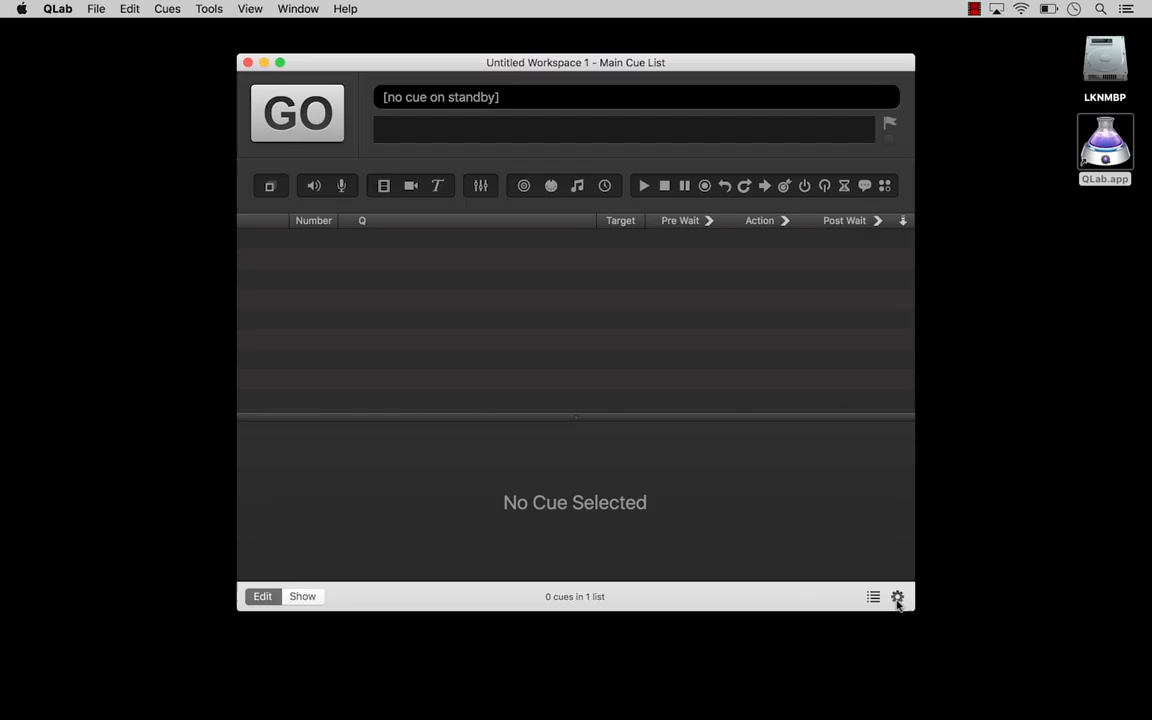 QLab File Edit Cues Tools View Window Help
Untitled Workspace 1 - Main Cue List
LKNMBP
QLab.app
GO
[no cue on standby]
T
Number Q Target Pre Wait Action Post Wait
No Cue Selected
Edit Show 0 cues in 1 list